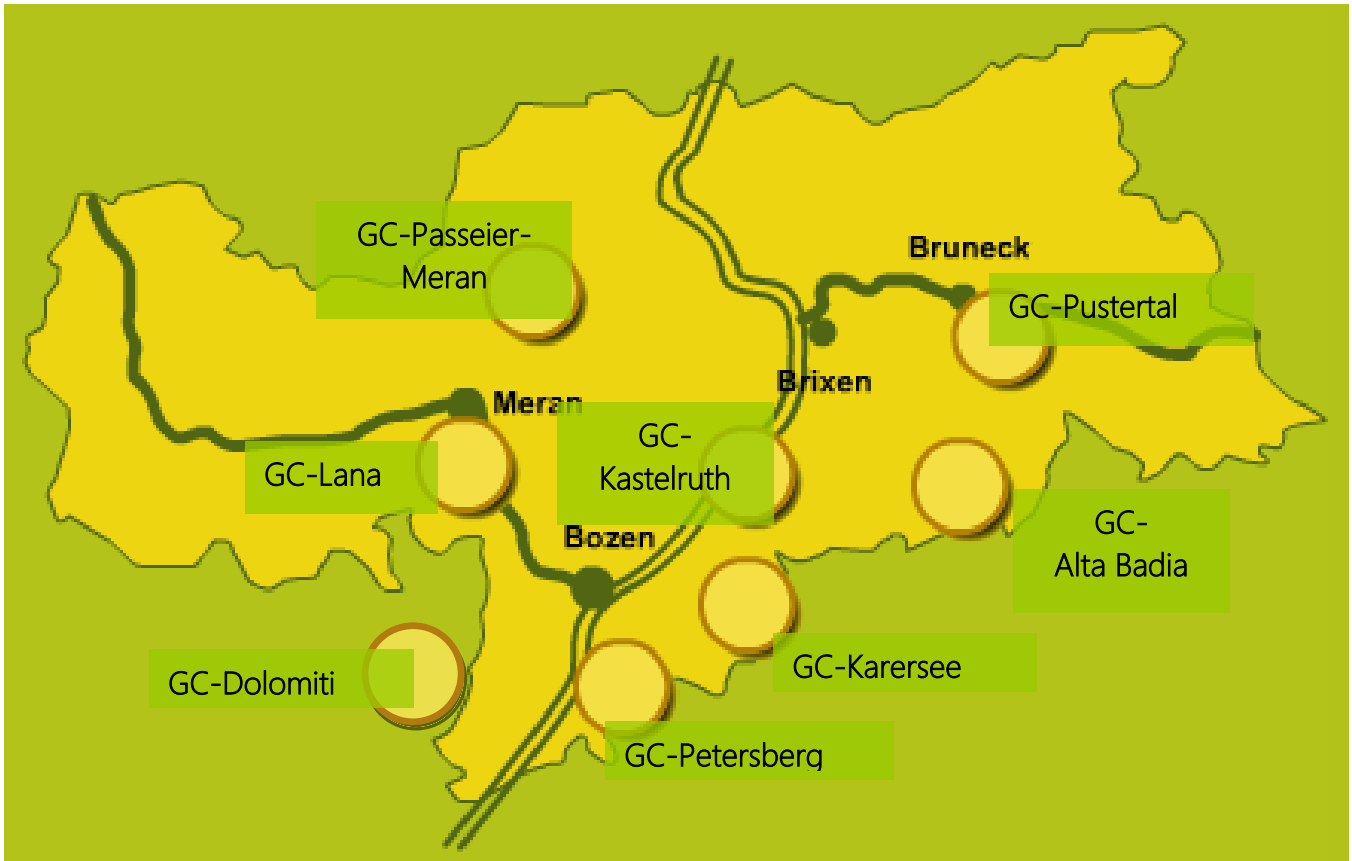 GC-Passeier-
Meran
Bruneck
GC-Pustertal
Brixen
Meran
GC-
Kastelruth
GC-Lana
Bozen
GC-
Alta Badia
GC-Karersee
GC-Dolomiti
GC-Petersberg